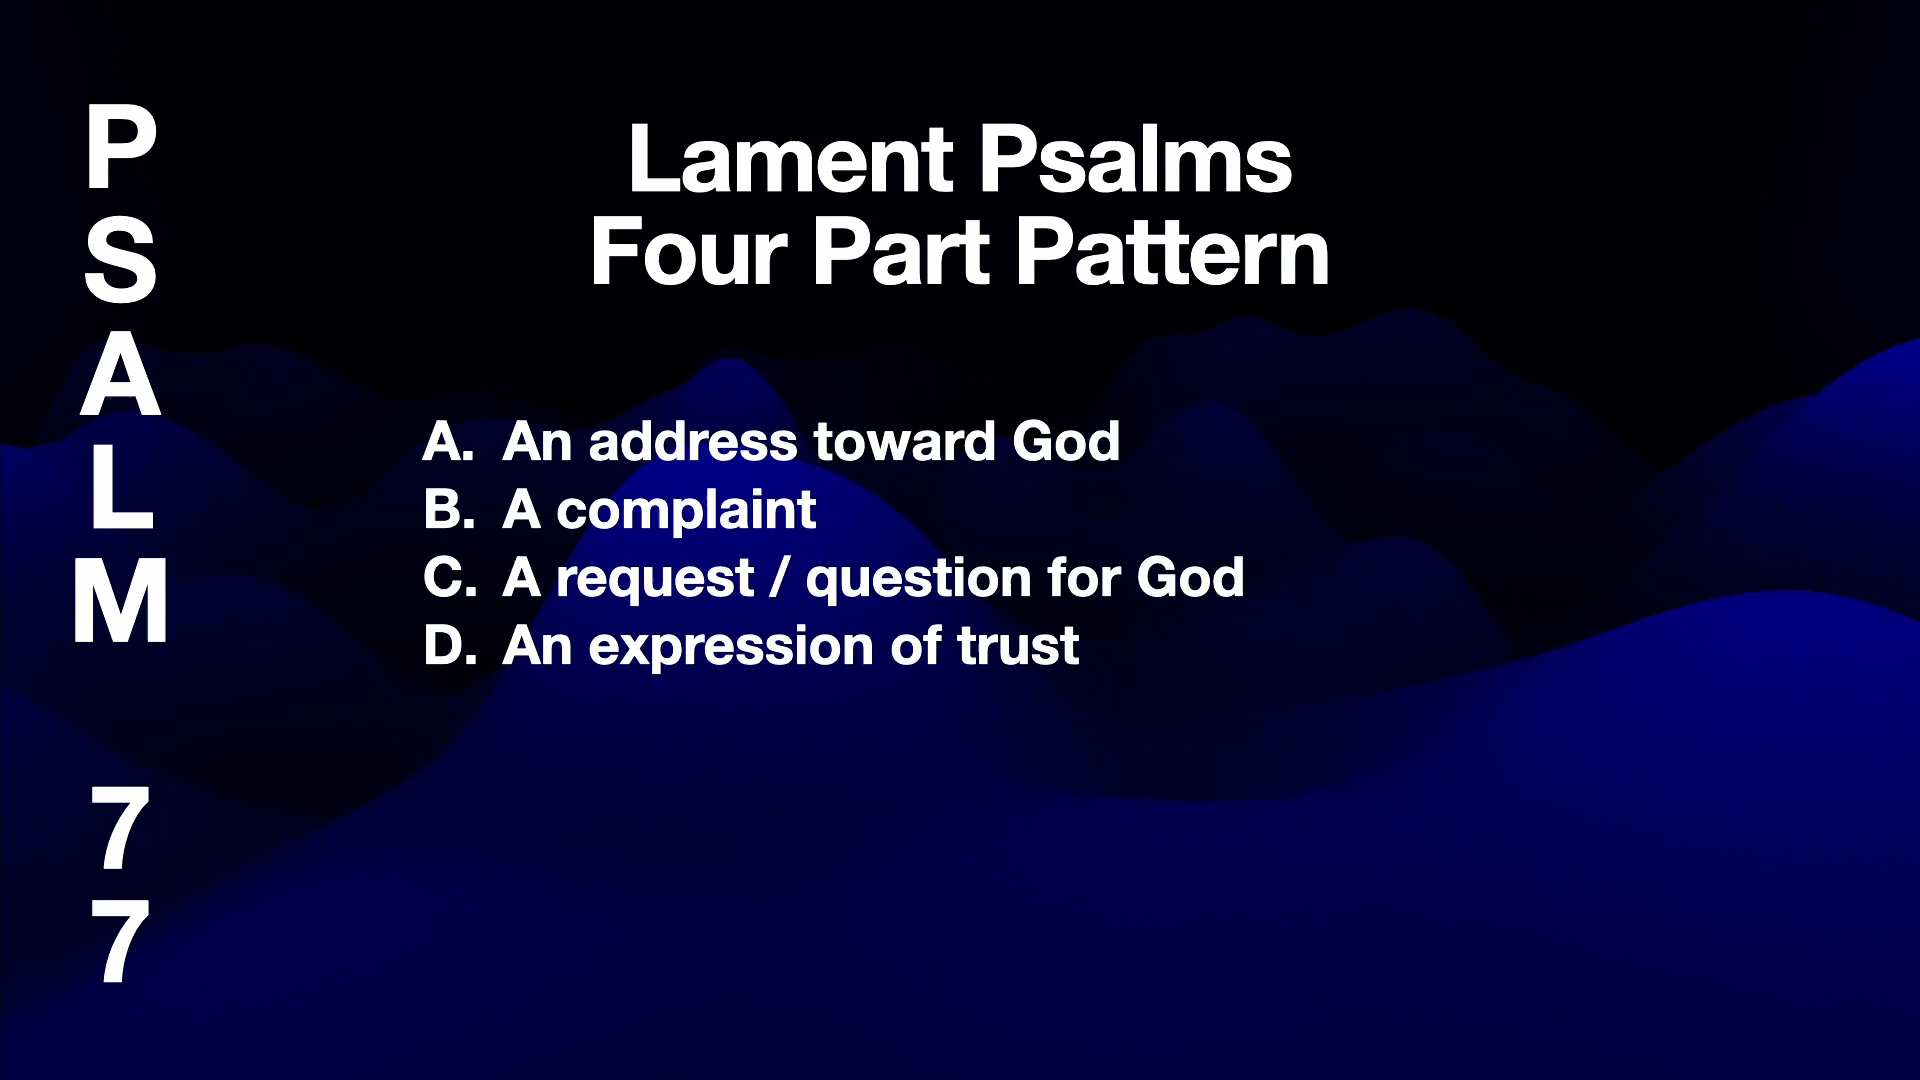 PSALM 77
Lament Psalms
Four Part Pattern
A. An address toward God
B. A complaint
C. A request / question for God
D. An expression of trust